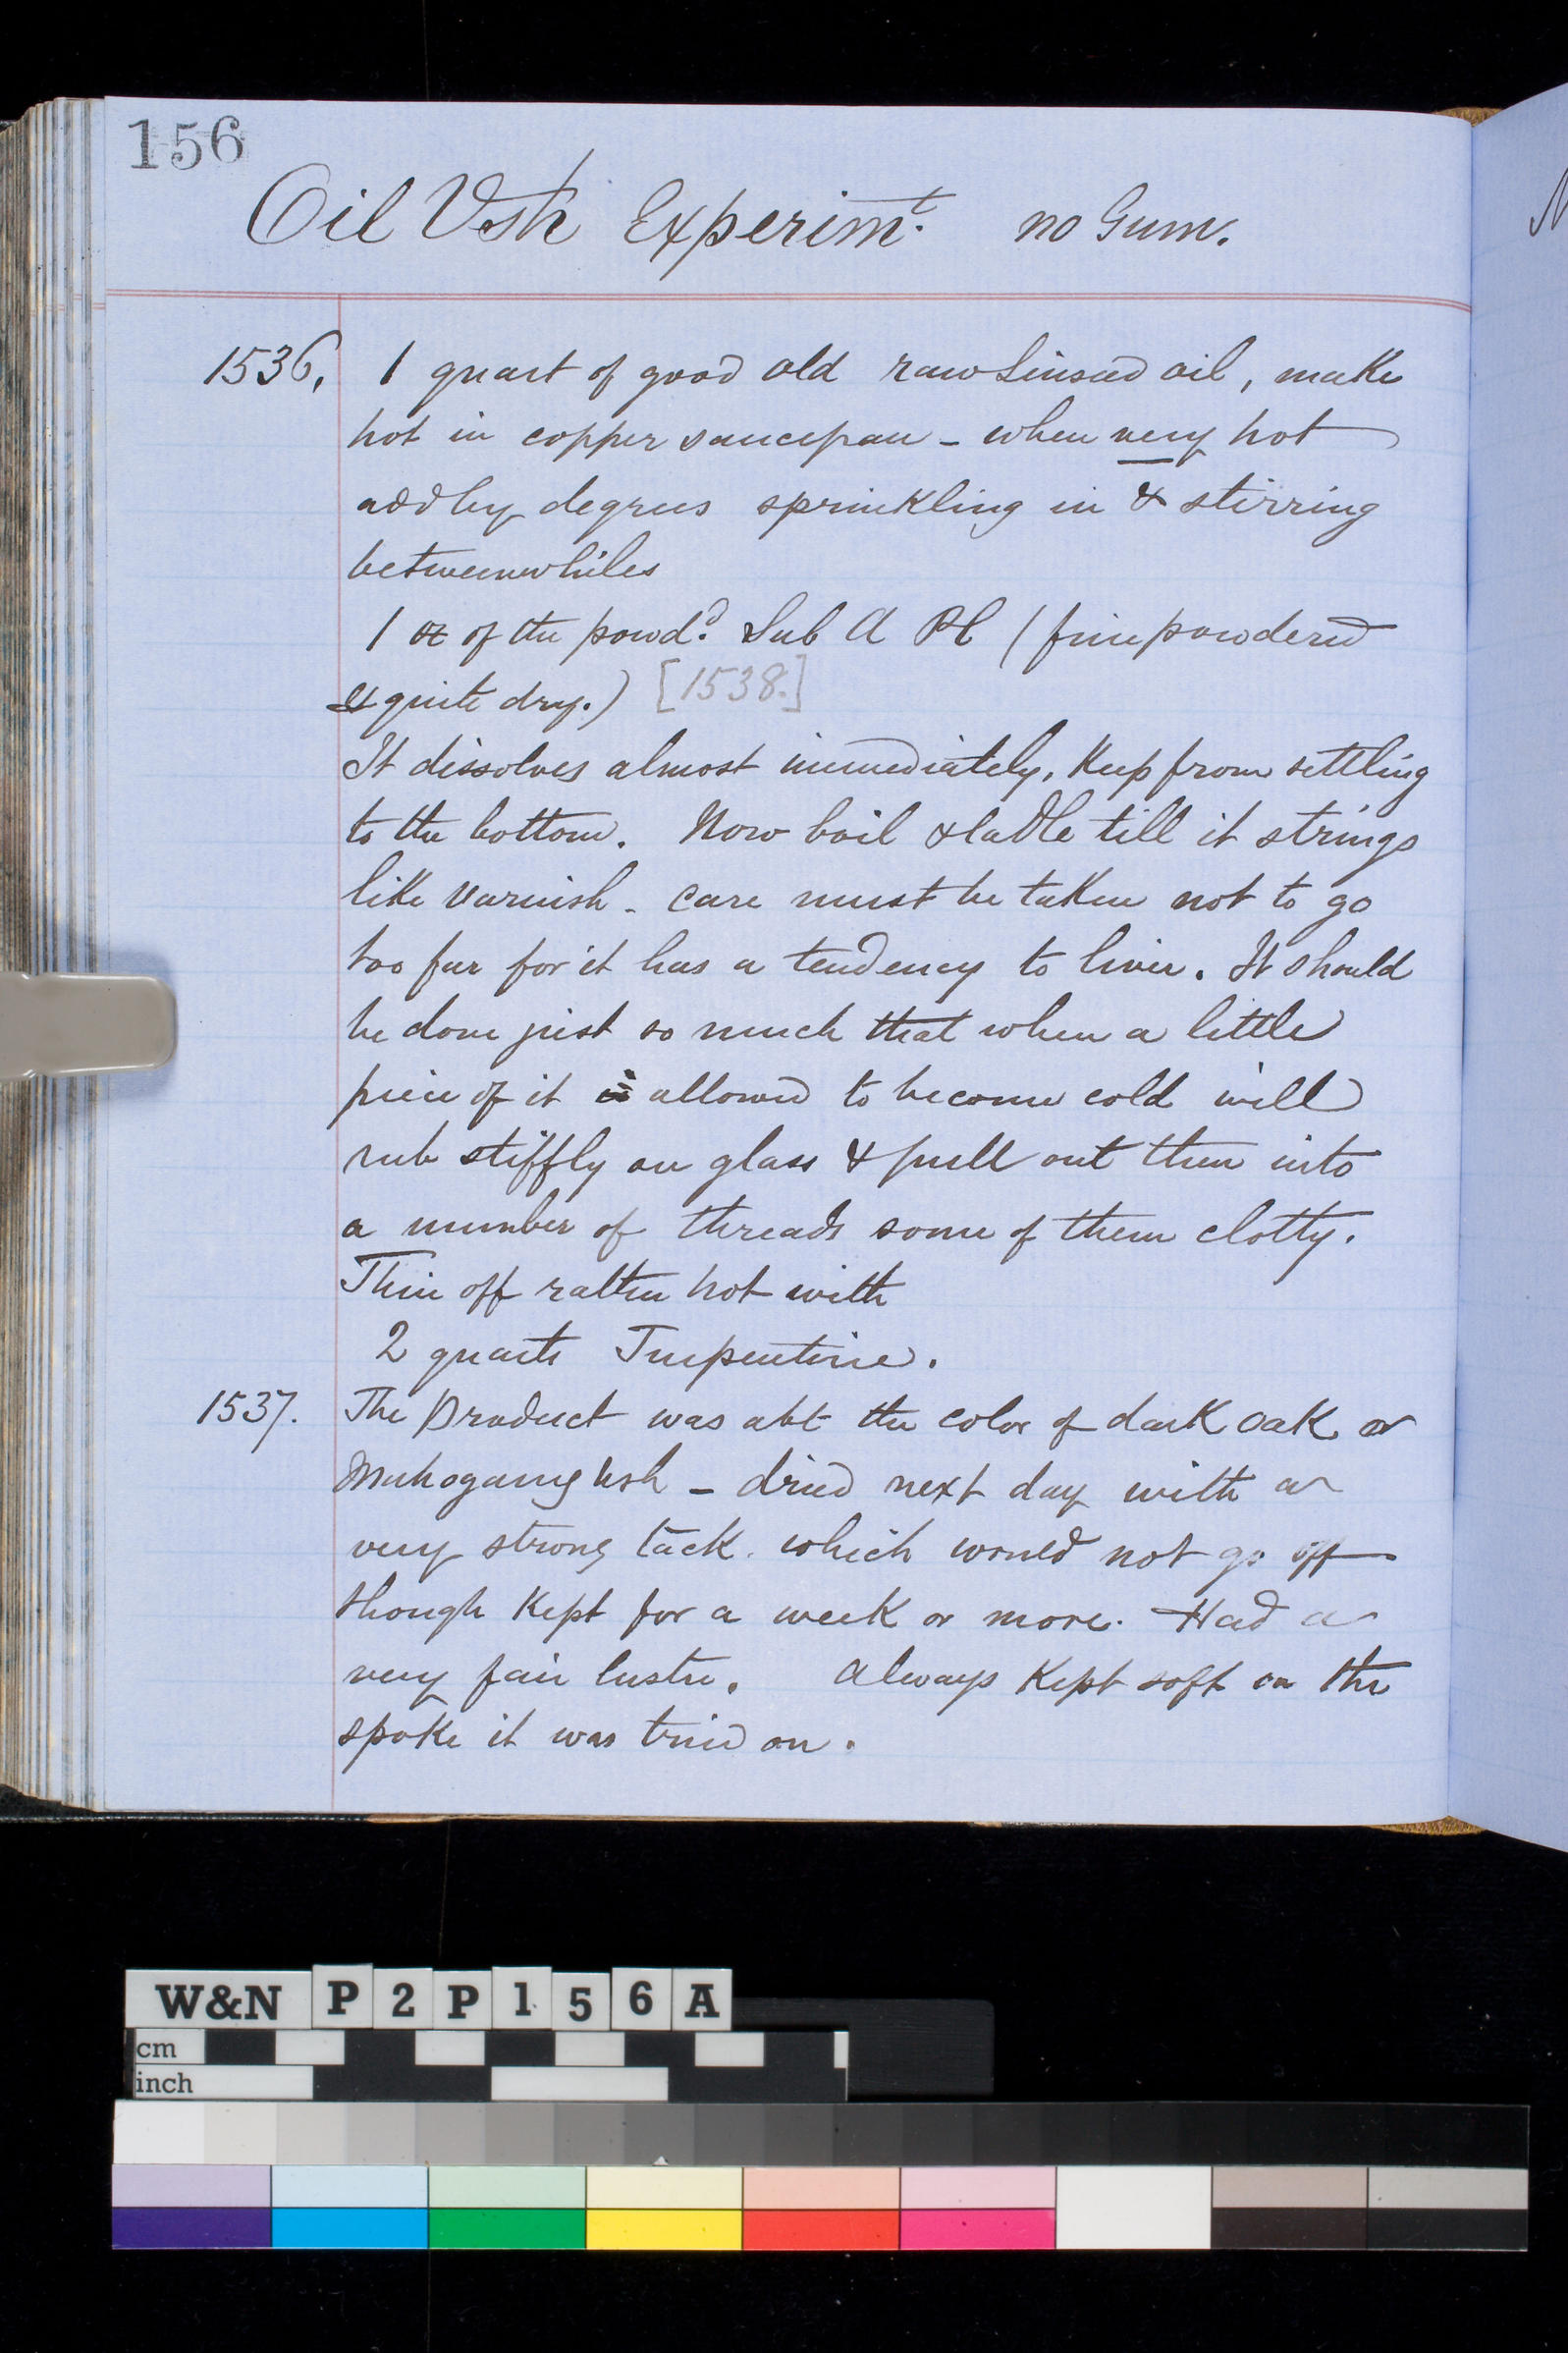 156
Oil Vsh Experimt. no Gum.
1536. 1 quart of good old raw Linseed oil, make
hot in copper saucepan – when very hot
add by degrees sprinkling in & stirring
betweenwhiles
1 oz of the powd. Sub A Pb (fine powdered
& quite dry.) [1538.]
It dissolves almost immediately, Keep from settling
to the bottom. Now boil & ladle till it strings
like varnish – care must be taken not to go
too far for it has a tendency to liver. It should
be done just so much that when a little
piece of it is allowed to become cold will
rub stiffly on glass & pull out then into
a number of threads some of them clotty.
Thin off rather hot with
2 quarts Turpentine.
1537. The Product was abt the color of dark oak or
Mahogany Vsh – dried next day with a
very strong tack which would not go off
though Kept for a week or more. Had a
very fair lustre. Always Kept soft on the
spoke it was tried on.
W&N P2P156A
cm
inch